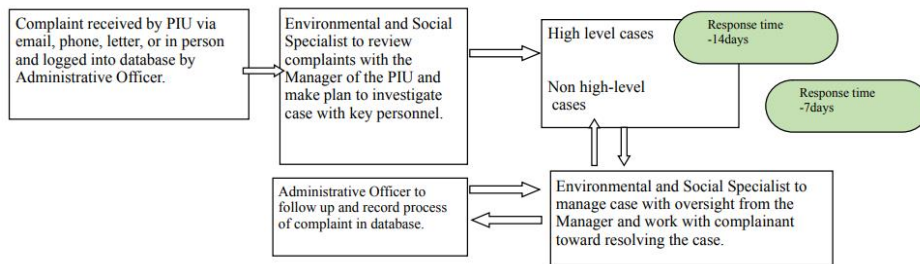 Complaint received by PIU via
email, phone, letter, or in person
and logged into database by
Administrative Officer.
Environmental and Social
Specialist to review
complaints with the
Manager of the PIU and
make plan to investigate
case with key personnel.
High level cases
Response time
-14days
Non high-level
cases
Response time
-7days
Administrative Officer to
follow up and record process
of complaint in database.
Environmental and Social Specialist to
manage case with oversight from the
Manager and work with complainant
toward resolving the case.